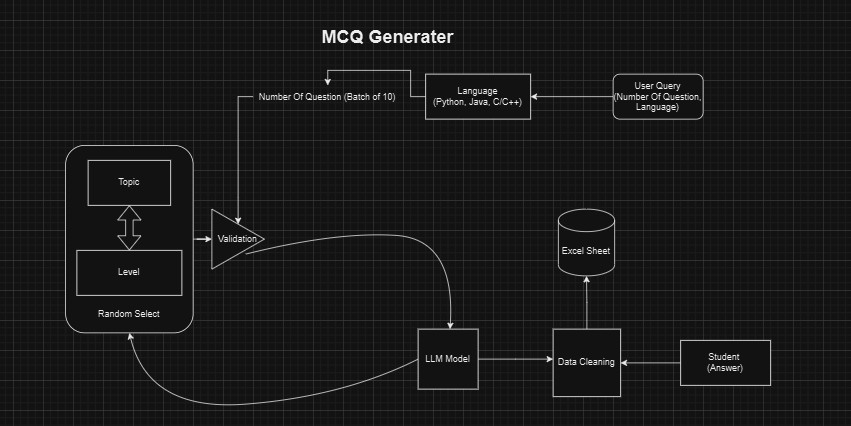 MCQ Generater
User Query
(Number Of Question,
Language)
Language
(Python, Java, C/C++)
Number Of Question (Batch of 10)
Topic
Level
Random Select
Validation
LLM Model
Data Cleaning
Excel Sheet
Student
(Answer)